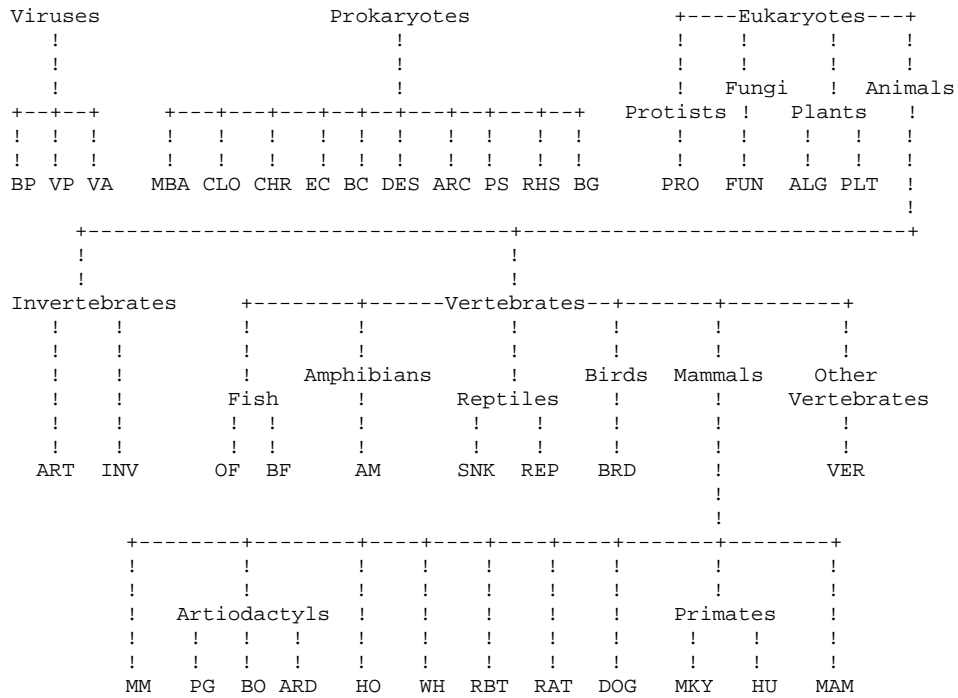 Viruses Prokaryotes +----Eukaryotes---+
! ! ! ! ! !
! ! ! ! ! !
! ! ! Fungi ! Animals
+--+--+ +---+---+---+--+--+---+--+---+--+ Protists ! Plants !
! ! ! ! ! ! ! ! ! ! ! ! ! ! ! ! ! !
! ! ! ! ! ! ! ! ! ! ! ! ! ! ! ! ! !
BP VP VA MBA CLO CHR EC BC DES ARC PS RHS BG PRO FUN ALG PLT !
!
+---------------------------------+------------------------------+
! !
! !
Invertebrates +--------+------Vertebrates--+-------+---------+
! ! ! ! ! ! ! !
! ! ! ! ! ! ! !
! ! ! Amphibians ! Birds Mammals Other
! ! Fish ! Reptiles ! ! Vertebrates
! ! ! ! ! ! ! ! ! !
! ! ! ! ! ! ! ! ! !
ART INV OF BF AM SNK REP BRD ! VER
!
!
+--------+--------+----+----+----+----+-------+--------+
! ! ! ! ! ! ! ! !
! ! ! ! ! ! ! ! !
! Artiodactyls ! ! ! ! ! Primates !
! ! ! ! ! ! ! ! ! ! ! !
! ! ! ! ! ! ! ! ! ! ! !
MM PG BO ARD HO WH RBT RAT DOG MKY HU MAM